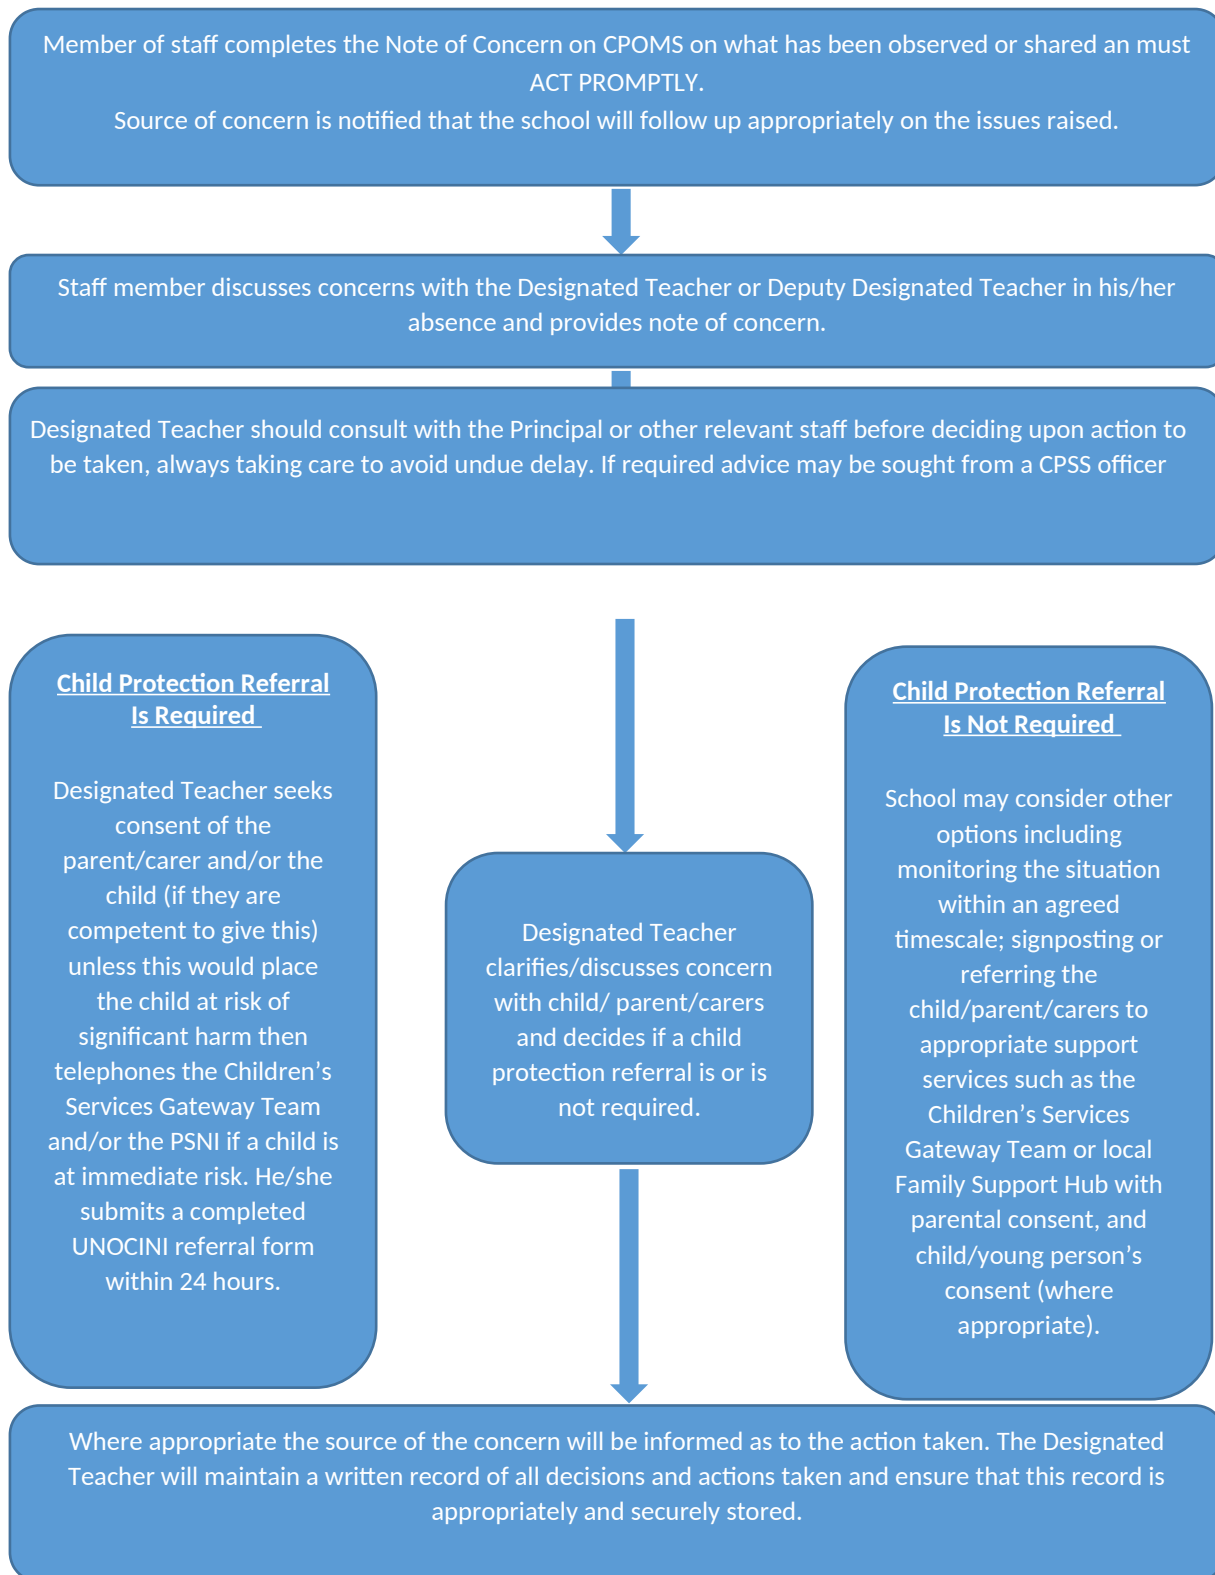 Member of staff completes the Note of Concern on CPOMS on what has been observed or shared an must
ACT PROMPTLY.
Source of concern is notified that the school will follow up appropriately on the issues raised.
Staff member discusses concerns with the Designated Teacher or Deputy Designated Teacher in his/her
absence and provides note of concern.
Designated Teacher should consult with the Principal or other relevant staff before deciding upon action to
be taken, always taking care to avoid undue delay. If required advice may be sought from a CPSS officer
Child Protection Referral
Is Required
Designated Teacher seeks
consent of the
parent/carer and/or the
child (if they are
competent to give this)
unless this would place
the child at risk of
significant harm then
telephones the Children’s
Services Gateway Team
and/or the PSNI if a child is
at immediate risk. He/she
submits a completed
UNOCINI referral form
within 24 hours.
Designated Teacher
clarifies/discusses concern
with child/ parent/carers
and decides if a child
protection referral is or is
not required.
Child Protection Referral
Is Not Required
School may consider other
options including
monitoring the situation
within an agreed
timescale; signposting or
referring the
child/parent/carers to
appropriate support
services such as the
Children’s Services
Gateway Team or local
Family Support Hub with
parental consent, and
child/young person’s
consent (where
appropriate).
Where appropriate the source of the concern will be informed as to the action taken. The Designated
Teacher will maintain a written record of all decisions and actions taken and ensure that this record is
appropriately and securely stored.